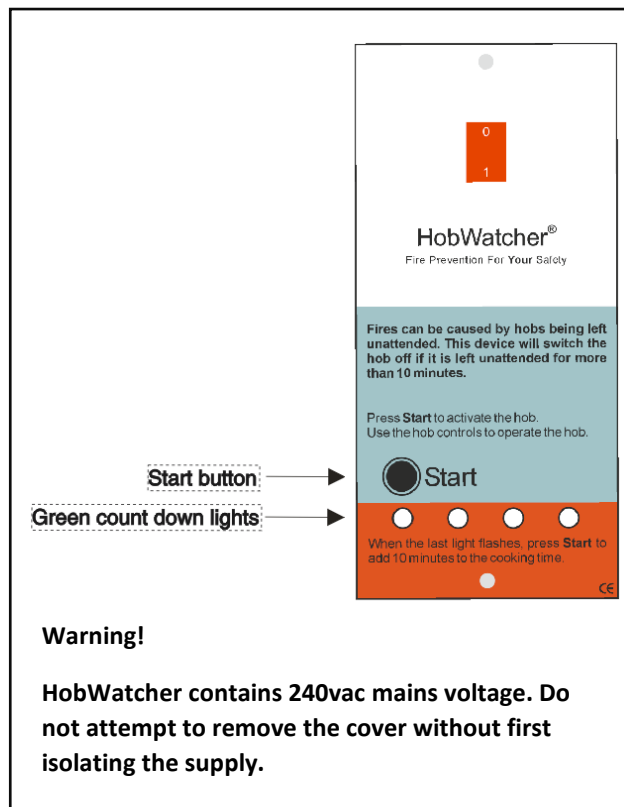 0
1
HobWatcher®
Fire Prevention For Your Safety
Fires can be caused by hobs being left
unattended. This device will switch the
hob off if it is left unattended for more
than 10 minutes.
Press Start to activate the hob.
Use the hob controls to operate the hob.
Start button
Start
Green count down lights
When the last light flashes, press Start to
add 10 minutes to the cooking time.
CE
Warning!
HobWatcher contains 240vac mains voltage. Do
not attempt to remove the cover without first
isolating the supply.